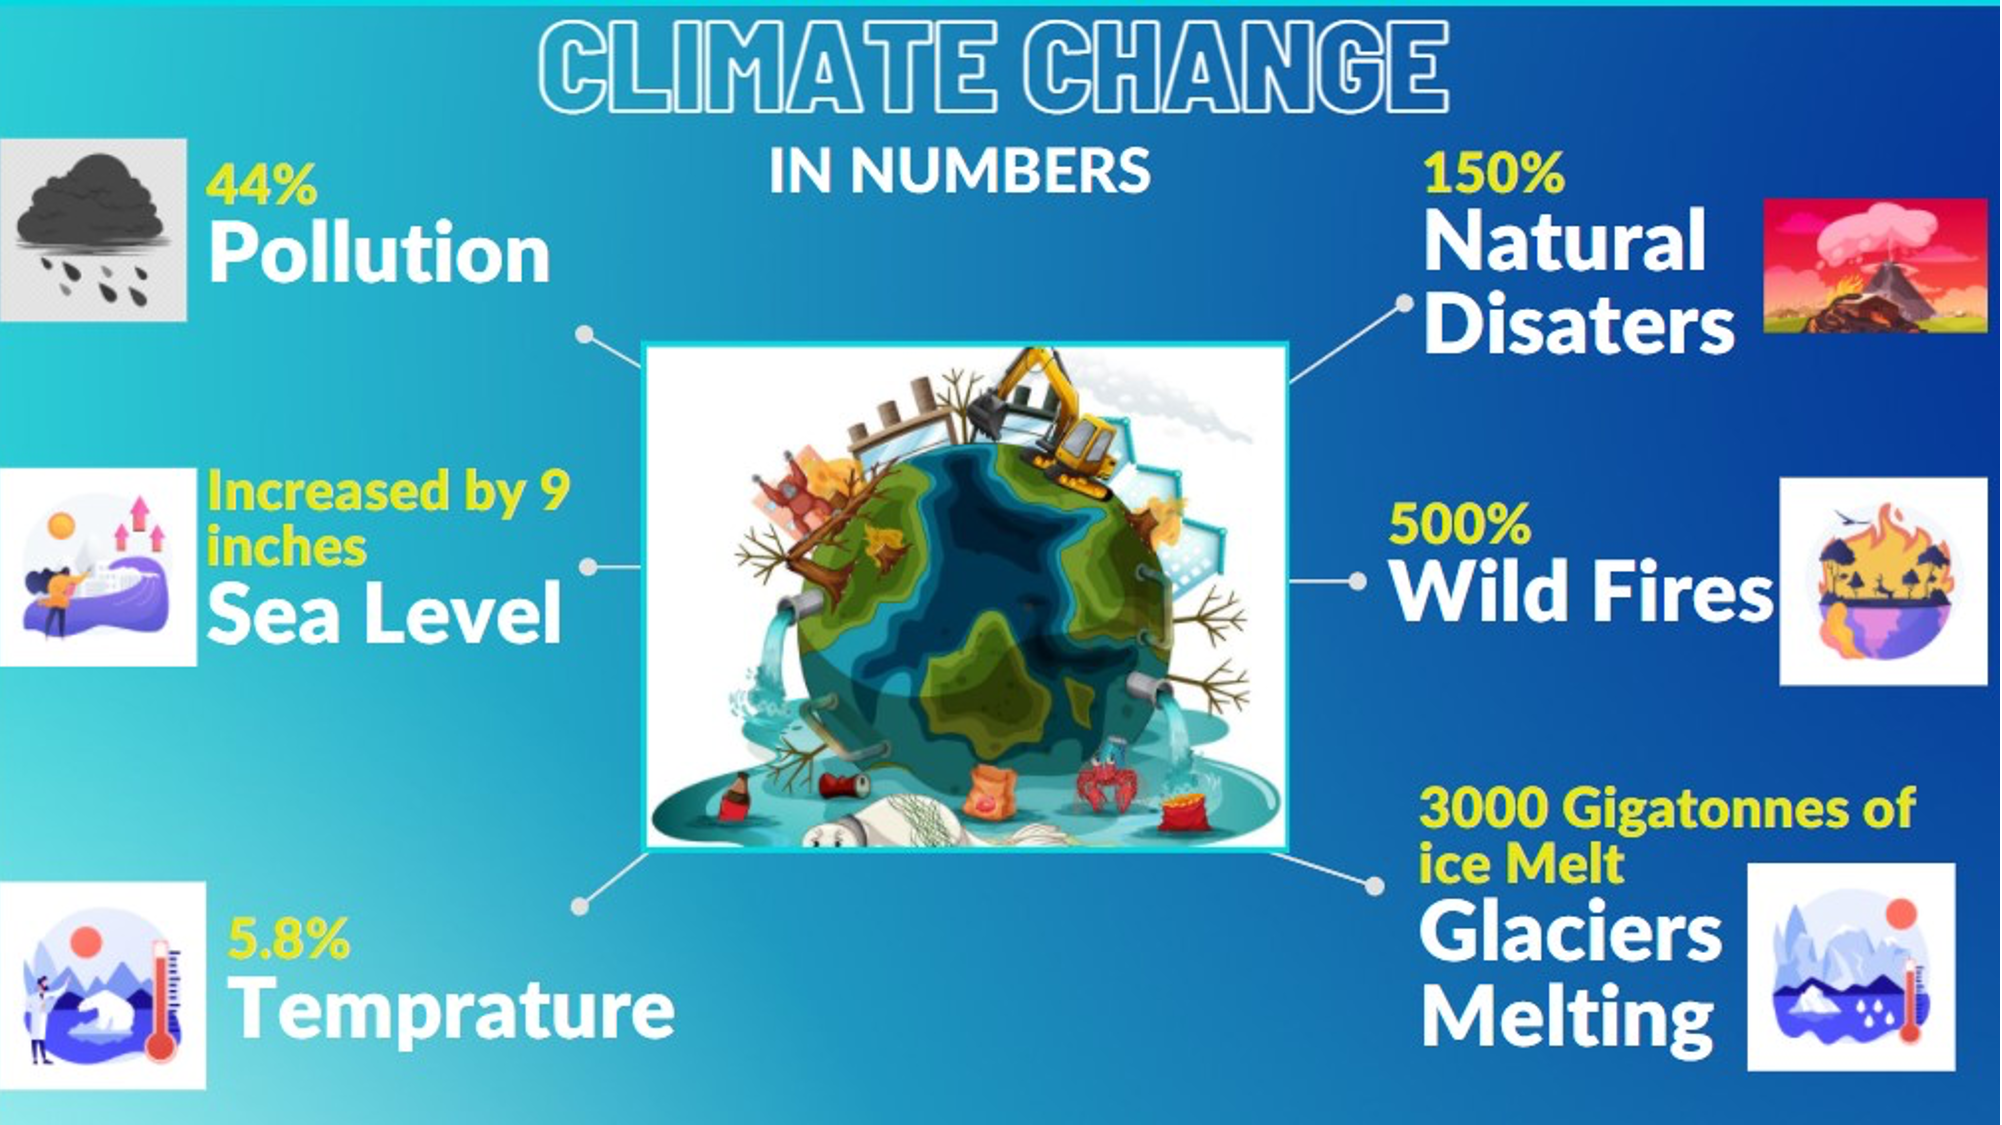 CLIMATE CHANGE
IN NUMBERS
44%
Pollution
Increased by 9
inches
Sea Level
5.8%
Temprature
150%
Natural
Disaters
500%
Wild Fires
3000 Gigatonnes of
ice Melt
Glaciers
Melting